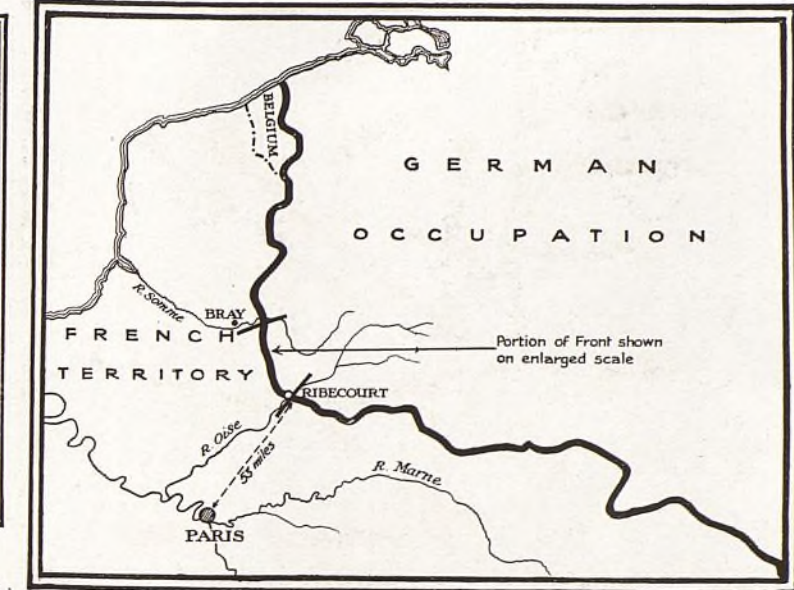 BELGIUM
GERMAN
OCCUPATION
R. Somme
BRAY
FRENCH
TERRITORY
Portion of Front shown
on enlarged scale
RIBECOURT
R. Oise
55 miles
R. Marne
PARIS